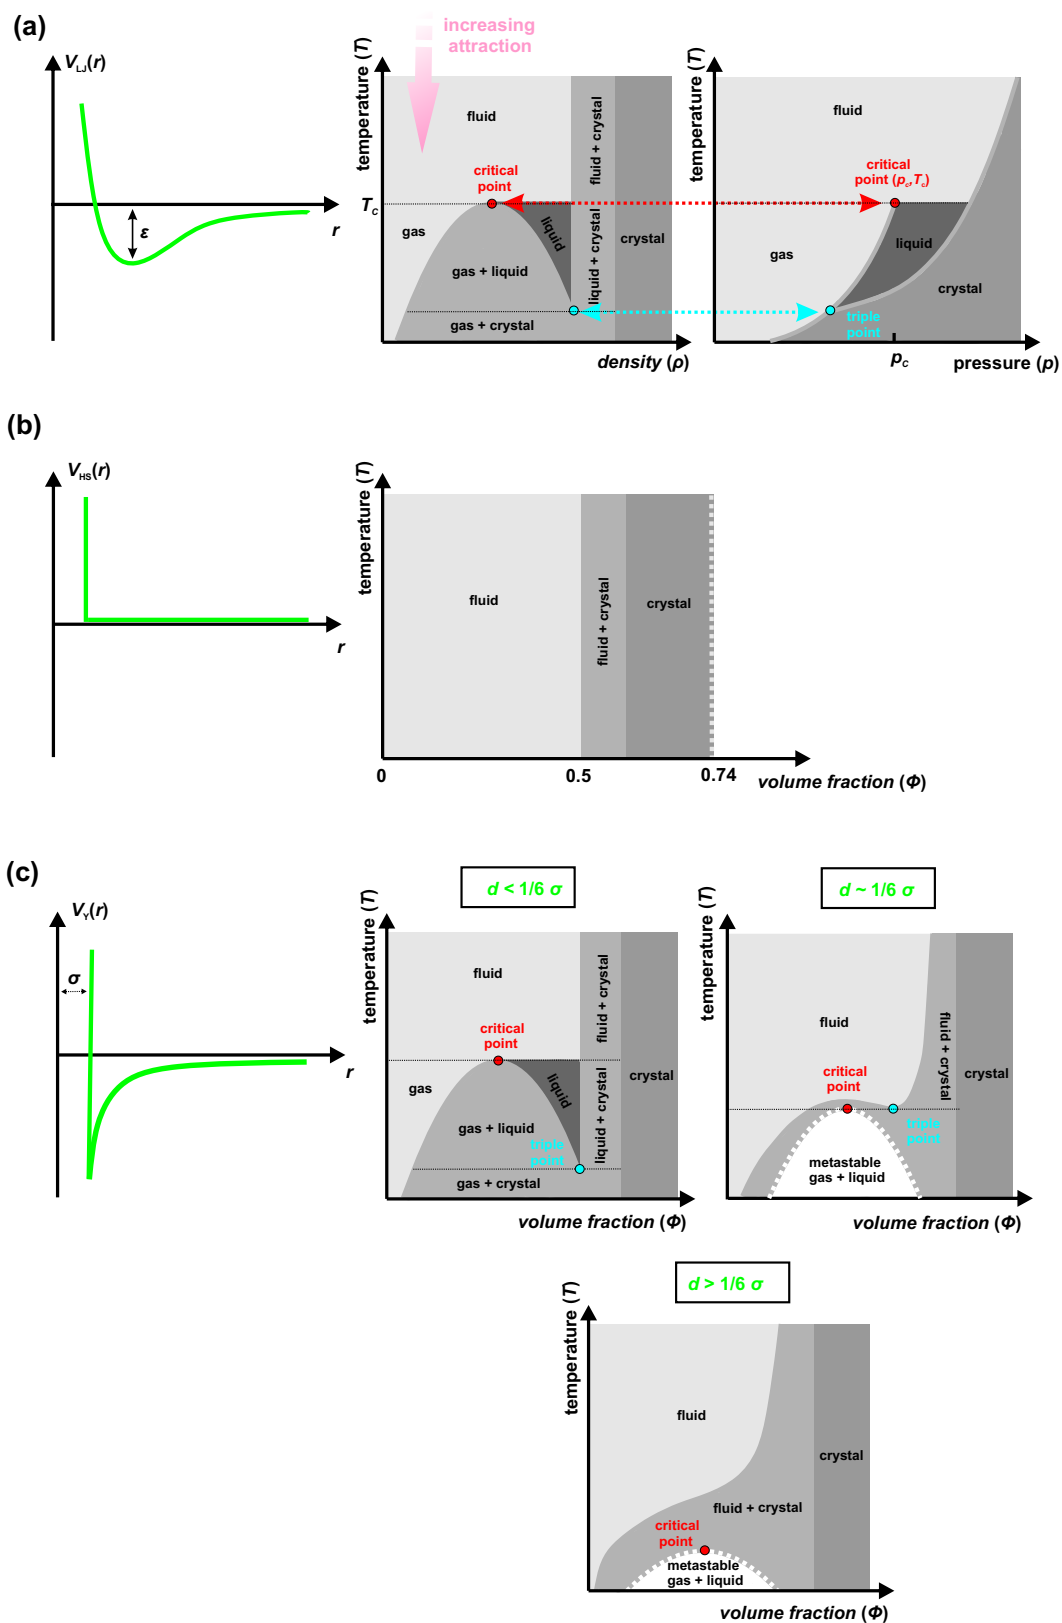 (a)
increasing
attraction
V_LJ(r)
r
ε
temperature (T)
T_c
fluid
critical
point
gas
liquid
gas + liquid
gas + crystal
fluid + crystal
liquid + crystal
crystal
density (ρ)
temperature (T)
fluid
critical
point (p_c,T_c)
gas
liquid
crystal
triple
point
p_c
pressure (p)
(b)
V_HS(r)
r
temperature (T)
fluid
fluid + crystal
crystal
0
0.5
0.74
volume fraction (Φ)
(c)
V_Y(r)
σ
r
d < 1/6 σ
temperature (T)
fluid
critical
point
gas
liquid
gas + liquid
triple
point
gas + crystal
fluid + crystal
liquid + crystal
crystal
volume fraction (Φ)
d ~ 1/6 σ
temperature (T)
fluid
critical
point
fluid + crystal
crystal
triple
point
metastable
gas + liquid
volume fraction (Φ)
d > 1/6 σ
temperature (T)
fluid
crystal
fluid + crystal
critical
point
metastable
gas + liquid
volume fraction (Φ)